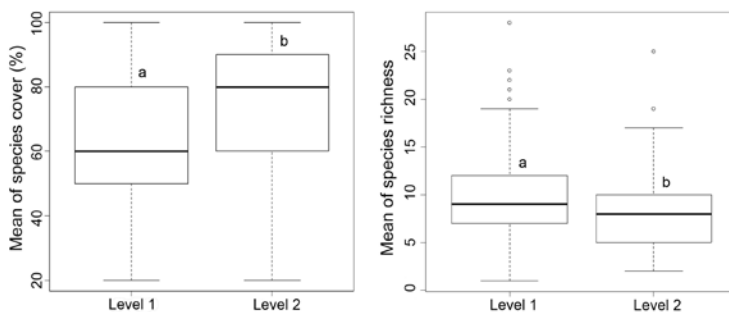 Mean of species cover (%)
100
80
60
40
20
a
b
Level 1
Level 2
Mean of species richness
25
20
15
10
5
0
a
b
Level 1
Level 2